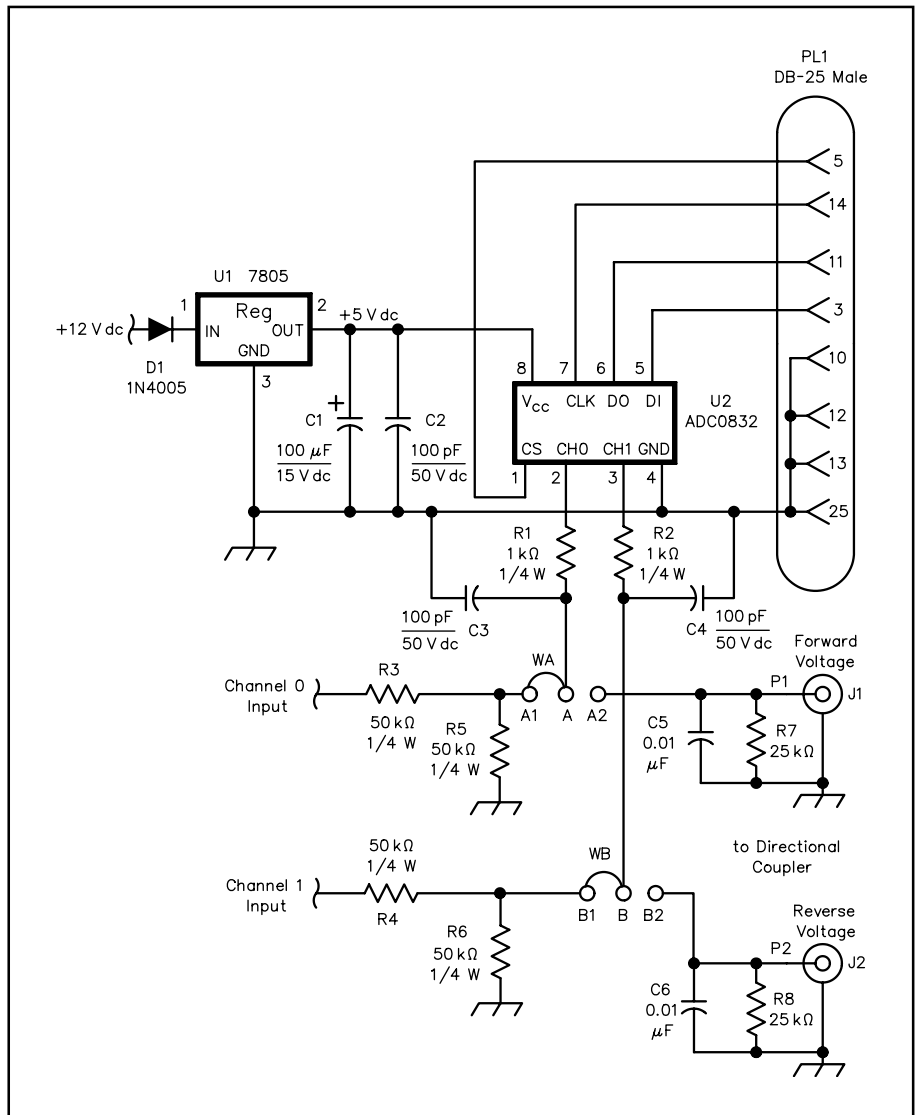 PL1
DB-25 Male
5
14
11
3
10
12
13
25
U1 7805
1
2
Reg
IN
OUT
GND
3
+12 V dc
+5 V dc
D1
1N4005
+
C1
100 µF
15 V dc
C2
100 pF
50 V dc
8
7
6
5
VCC
CLK
DO
DI
U2
ADC0832
CS
CH0
CH1
GND
1
2
3
4
R1
1 kΩ
1/4 W
R2
1 kΩ
1/4 W
100 pF
50 V dc
C3
C4
100 pF
50 V dc
Channel 0
Input
R3
50 kΩ
1/4 W
R5
50 kΩ
1/4 W
WA
A1
A
A2
Forward
Voltage
P1
J1
C5
0.01
µF
R7
25 kΩ
to Directional
Coupler
Channel 1
Input
50 kΩ
1/4 W
R4
R6
50 kΩ
1/4 W
WB
B1
B
B2
Reverse
Voltage
P2
J2
C6
0.01
µF
R8
25 kΩ